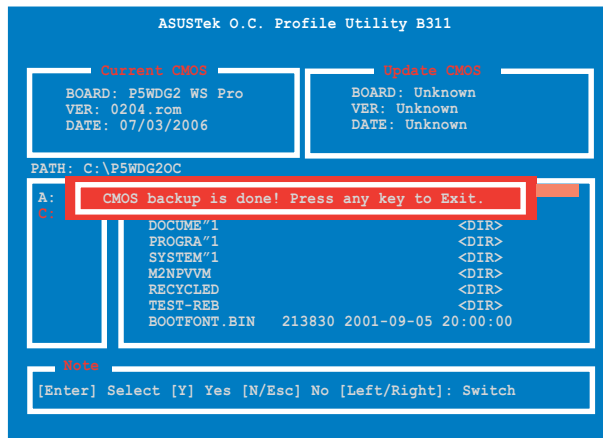 ASUSTek O.C. Profile Utility B311
Current CMOS
Update CMOS
BOARD: P5WDG2 WS Pro
VER: 0204.rom
DATE: 07/03/2006
BOARD: Unknown
VER: Unknown
DATE: Unknown
PATH: C:\P5WDG2OC
A:
C:
CMOS backup is done! Press any key to Exit.
DOCUME"1 <DIR>
PROGRA"1 <DIR>
SYSTEM"1 <DIR>
M2NPVVM <DIR>
RECYCLED <DIR>
TEST-REB <DIR>
BOOTFONT.BIN 213830 2001-09-05 20:00:00
Note
[Enter] Select [Y] Yes [N/Esc] No [Left/Right]: Switch